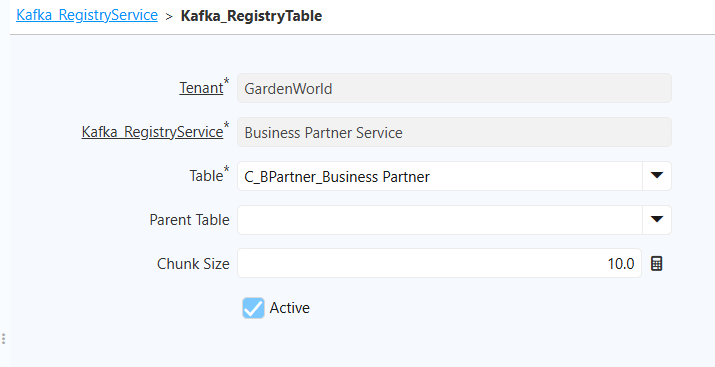 Kafka_RegistryService > Kafka_RegistryTable
Tenant* GardenWorld
Kafka_RegistryService* Business Partner Service
Table* C_BPartner_Business Partner
Parent Table
Chunk Size 10.0
Active